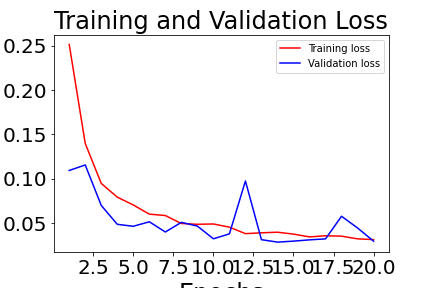 Training and Validation Loss
Training loss
Validation loss
0.25
0.20
0.15
0.10
0.05
2.5 5.0 7.5 10.0 12.5 15.0 17.5 20.0
Epochs